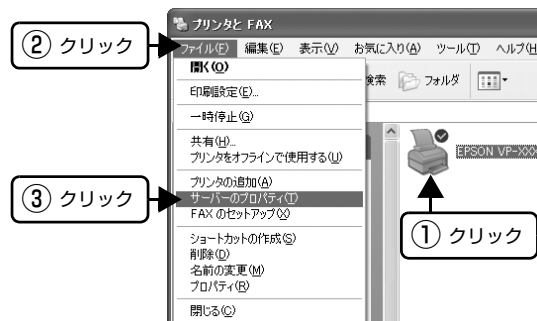 プリンタと FAX
② クリック
ファイル(F) 編集(E) 表示(V) お気に入り(A) ツール(T) ヘルプ(H
開く(O)
検索 フォルダ
印刷設定(E)...
一時停止(G)
共有(H)...
プリンタをオフラインで使用する(U)
EPSON VP-XXX
プリンタの追加(A)
③ クリック
サーバーのプロパティ(T)
FAX のセットアップ(X)
① クリック
ショートカットの作成(S)
削除(D)
名前の変更(M)
プロパティ(R)
閉じる(C)